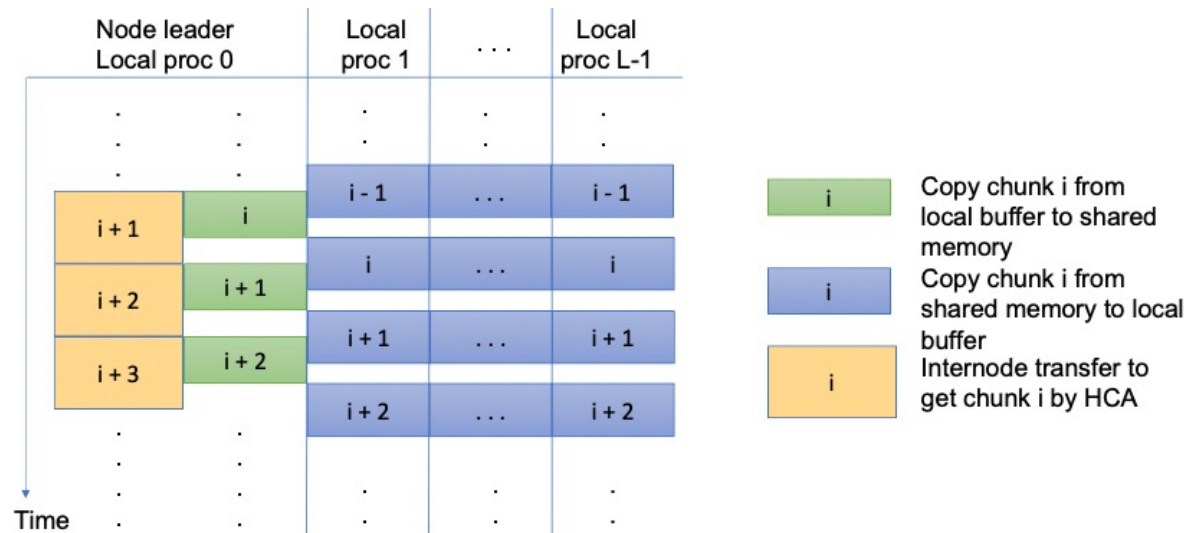 Node leader
Local proc 0
Local
proc 1
. . .
Local
proc L-1
i - 1
. . .
i - 1
i + 1
i
i
. . .
i
i + 2
i + 1
i + 1
. . .
i + 1
i + 3
i + 2
i + 2
. . .
i + 2
Time
i
Copy chunk i from
local buffer to shared
memory
i
Copy chunk i from
shared memory to local
buffer
i
Internode transfer to
get chunk i by HCA